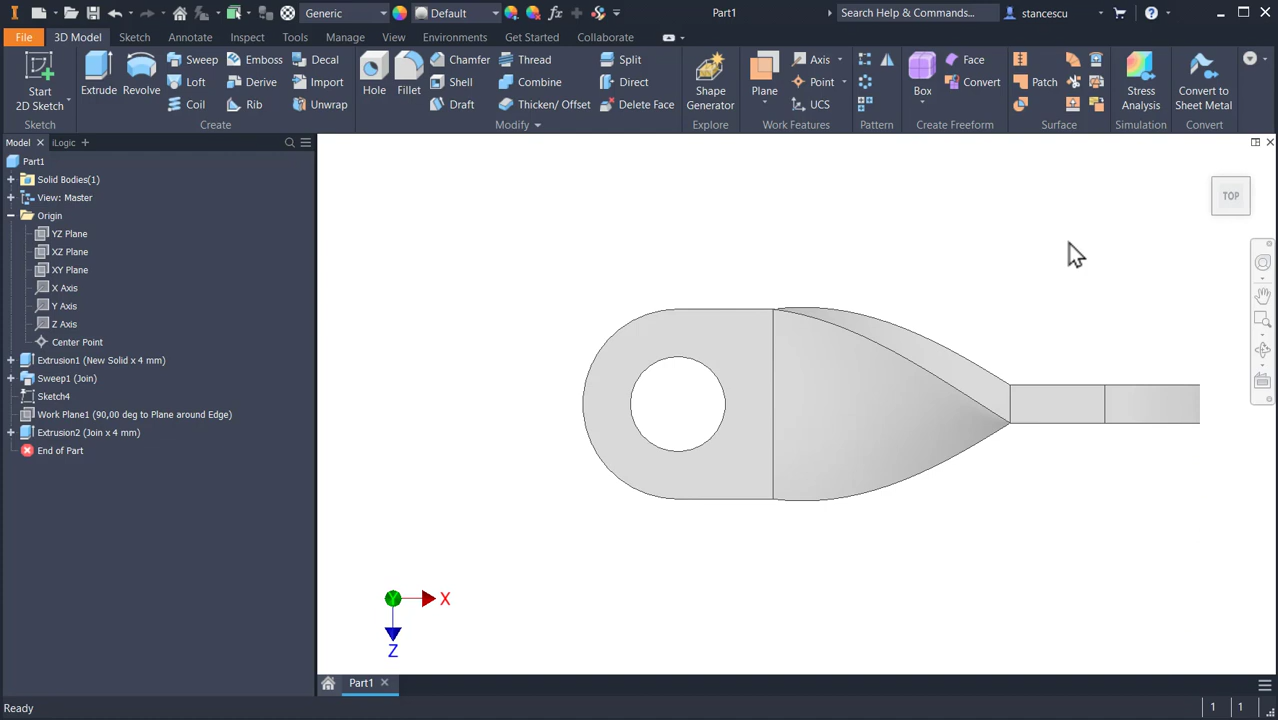 Generic
Default
Part1
Search Help & Commands...
stancescu
File
3D Model
Sketch
Annotate
Inspect
Tools
Manage
View
Environments
Get Started
Collaborate
Start
2D Sketch
Extrude
Revolve
Sweep
Emboss
Decal
Loft
Derive
Import
Coil
Rib
Unwrap
Hole
Fillet
Chamfer
Thread
Split
Shell
Combine
Direct
Draft
Thicken/ Offset
Delete Face
Shape
Generator
Plane
Axis
Point
UCS
Box
Face
Convert
Patch
Stress
Analysis
Convert to
Sheet Metal
Sketch
Create
Modify
Explore
Work Features
Pattern
Create Freeform
Surface
Simulation
Convert
Model
iLogic
Part1
Solid Bodies(1)
View: Master
Origin
YZ Plane
XZ Plane
XY Plane
X Axis
Y Axis
Z Axis
Center Point
Extrusion1 (New Solid x 4 mm)
Sweep1 (Join)
Sketch4
Work Plane1 (90,00 deg to Plane around Edge)
Extrusion2 (Join x 4 mm)
End of Part
TOP
Y
X
Z
Part1
Ready
1
1